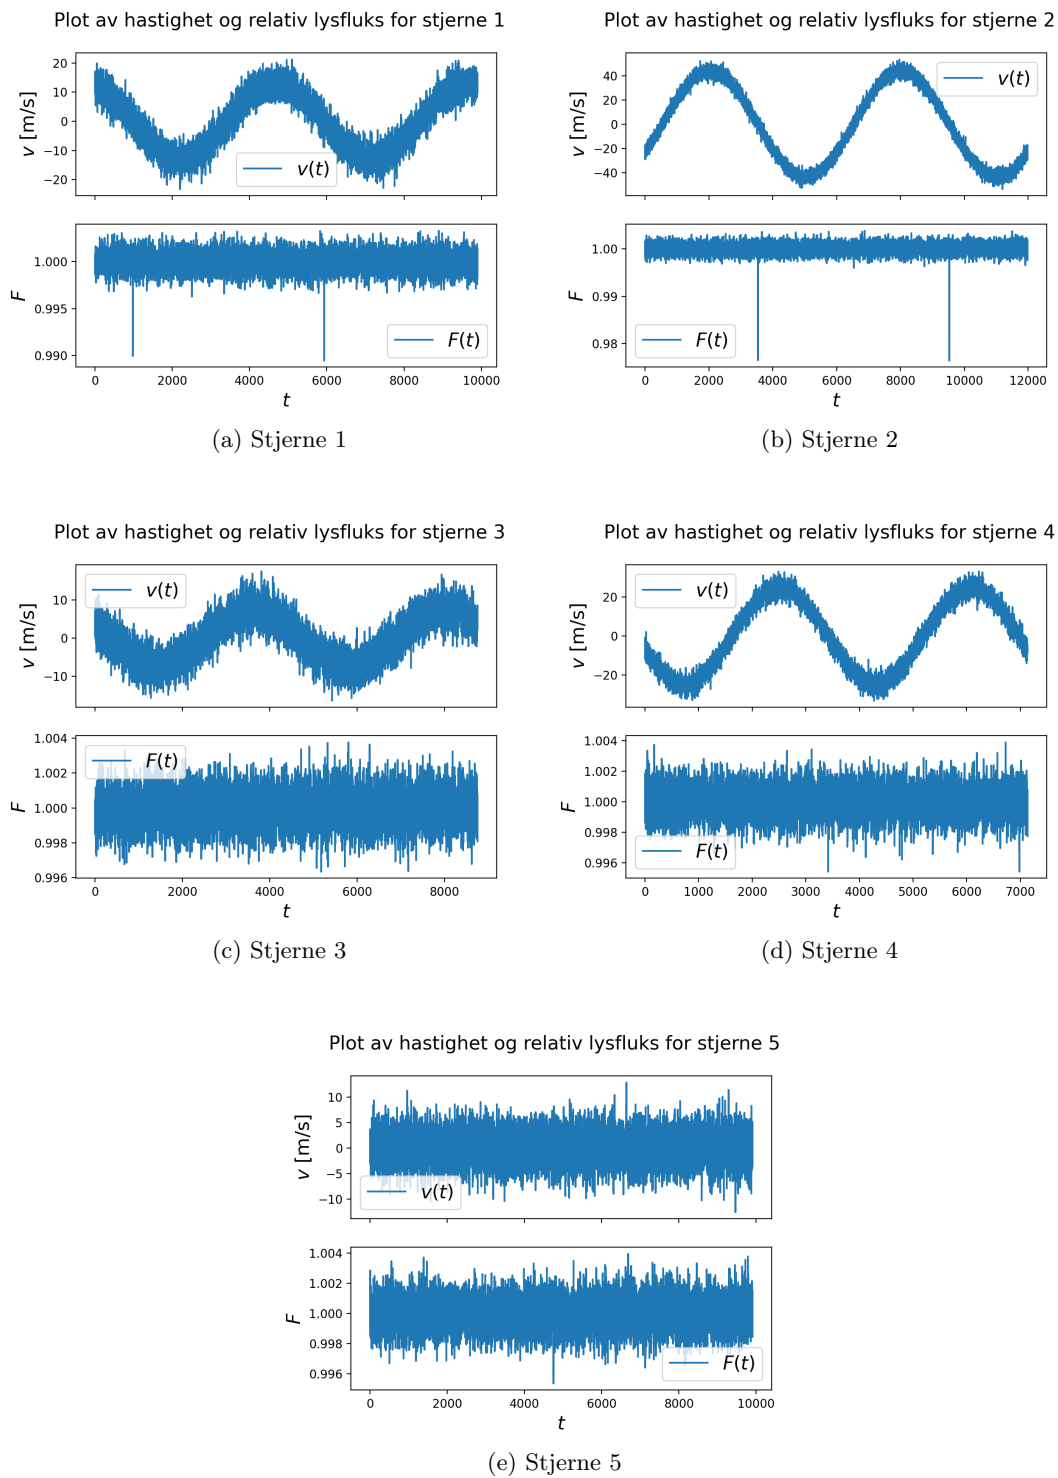 Plot av hastighet og relativ lysfluks for stjerne 1
20
10
0
−10
−20
v [m/s]
v(t)
1.000
0.995
0.990
F
F(t)
0 2000 4000 6000 8000 10000
t
(a) Stjerne 1
Plot av hastighet og relativ lysfluks for stjerne 2
40
20
0
−20
−40
v [m/s]
v(t)
1.00
0.99
0.98
F
F(t)
0 2000 4000 6000 8000 10000 12000
t
(b) Stjerne 2
Plot av hastighet og relativ lysfluks for stjerne 3
10
0
−10
v [m/s]
v(t)
1.004
1.002
1.000
0.998
0.996
F
F(t)
0 2000 4000 6000 8000
t
(c) Stjerne 3
Plot av hastighet og relativ lysfluks for stjerne 4
20
0
−20
v [m/s]
v(t)
1.004
1.002
1.000
0.998
0.996
F
F(t)
0 1000 2000 3000 4000 5000 6000 7000
t
(d) Stjerne 4
Plot av hastighet og relativ lysfluks for stjerne 5
10
5
0
−5
−10
v [m/s]
v(t)
1.004
1.002
1.000
0.998
0.996
F
F(t)
0 2000 4000 6000 8000 10000
t
(e) Stjerne 5